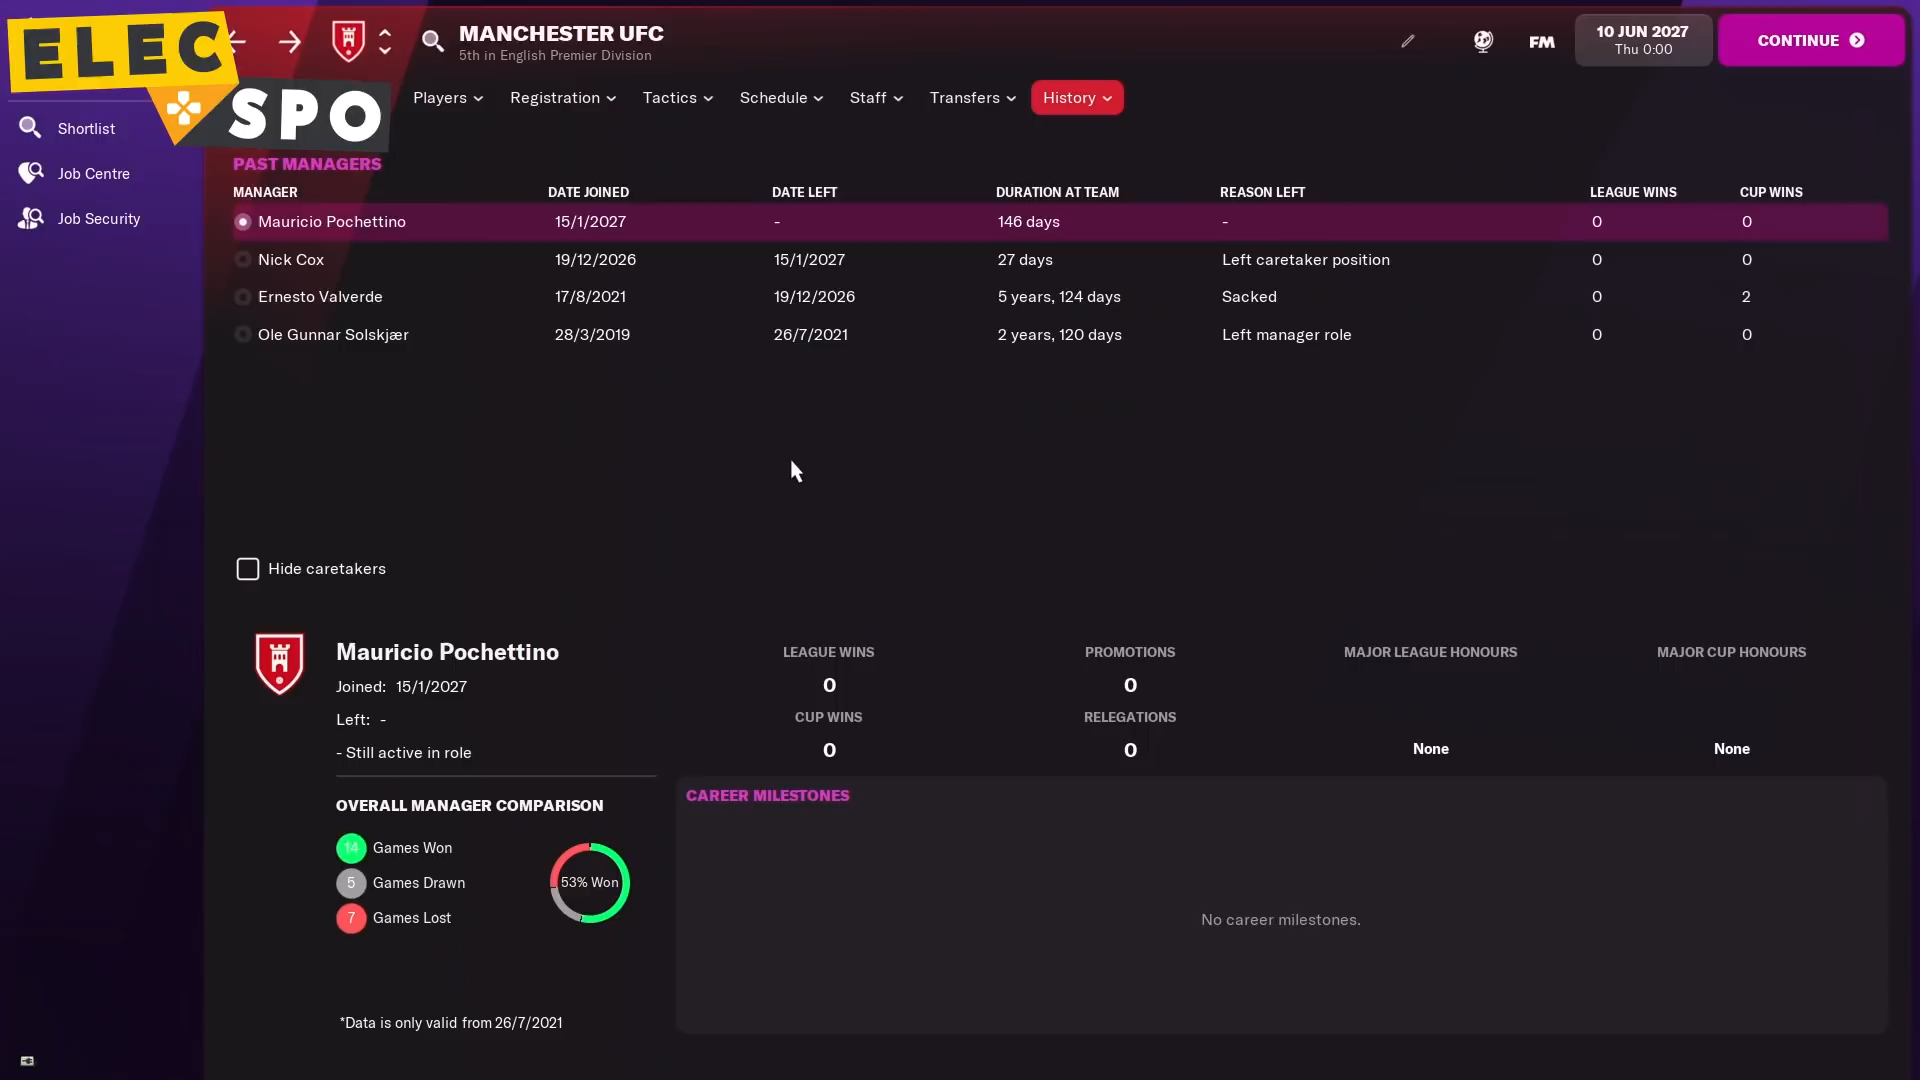 ELEC
SPO
MANCHESTER UFC
5th in English Premier Division
FM
10 JUN 2027
Thu 0:00
CONTINUE
Players
Registration
Tactics
Schedule
Staff
Transfers
History
Shortlist
Job Centre
Job Security
PAST MANAGERS
MANAGER DATE JOINED DATE LEFT DURATION AT TEAM REASON LEFT LEAGUE WINS CUP WINS
Mauricio Pochettino 15/1/2027 - 146 days - 0 0
Nick Cox 19/12/2026 15/1/2027 27 days Left caretaker position 0 0
Ernesto Valverde 17/8/2021 19/12/2026 5 years, 124 days Sacked 0 2
Ole Gunnar Solskjær 28/3/2019 26/7/2021 2 years, 120 days Left manager role 0 0
Hide caretakers
Mauricio Pochettino
Joined: 15/1/2027
Left: -
- Still active in role
LEAGUE WINS
0
CUP WINS
0
PROMOTIONS
0
RELEGATIONS
0
MAJOR LEAGUE HONOURS
None
MAJOR CUP HONOURS
None
OVERALL MANAGER COMPARISON
14 Games Won
5 Games Drawn
7 Games Lost
53% Won
*Data is only valid from 26/7/2021
CAREER MILESTONES
No career milestones.